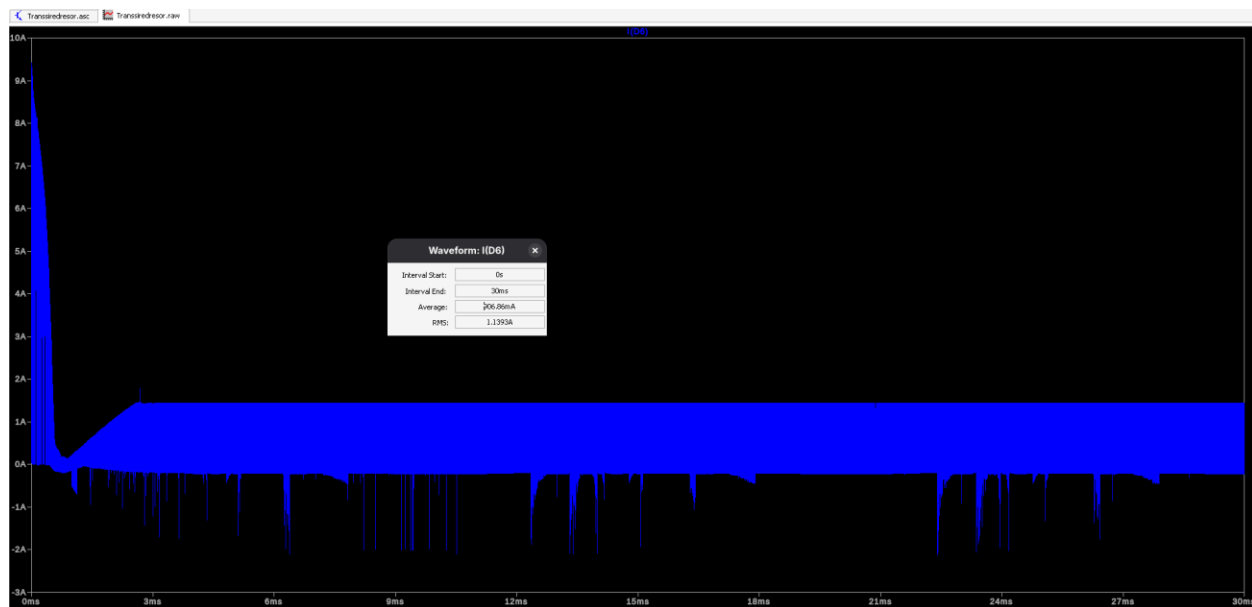 Transsiredresor.asc Transsiredresor.raw
I(D6)
10A
9A
8A
7A
6A
5A
4A
3A
2A
1A
0A
-1A
-2A
-3A
Waveform: I(D6)
Interval Start: 0s
Interval End: 30ms
Average:
RMS: 1.1393A
0ms 3ms 6ms 9ms 12ms 15ms 18ms 21ms 24ms 27ms 30ms